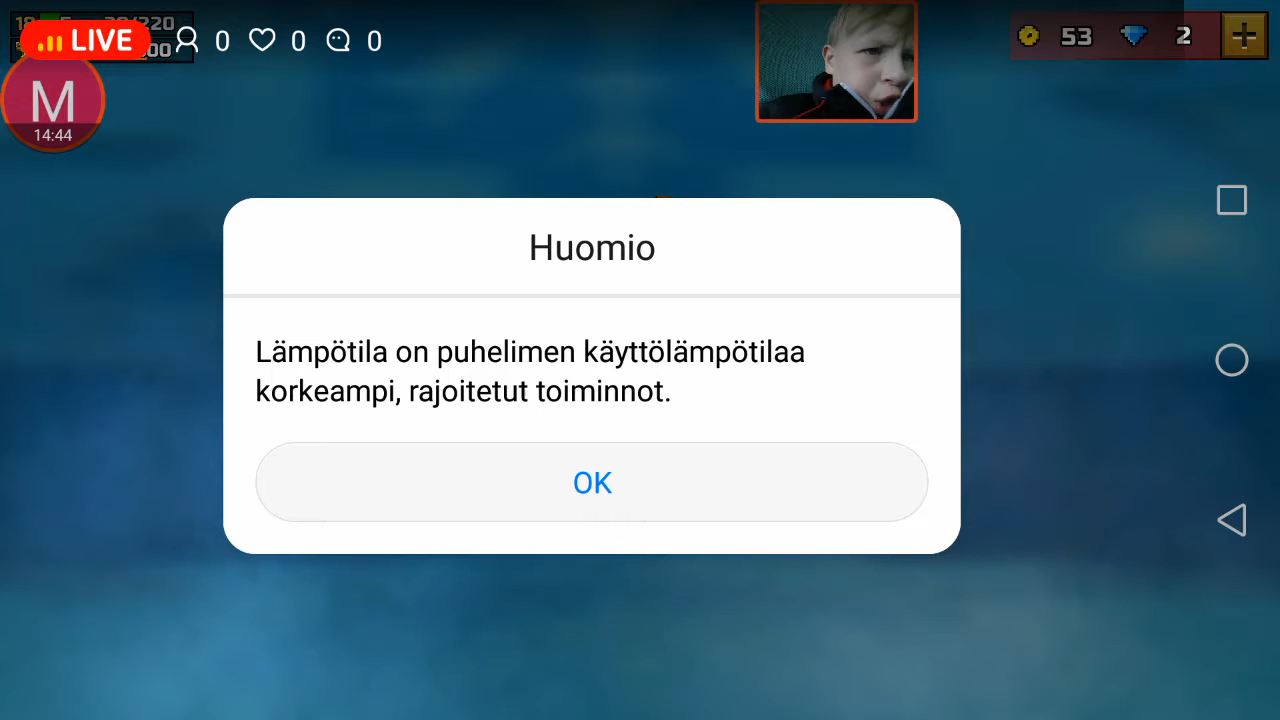 LIVE
0
0
0
53
2
M
14:44
Huomio
Lämpötila on puhelimen käyttölämpötilaa
korkeampi, rajoitetut toiminnot.
OK